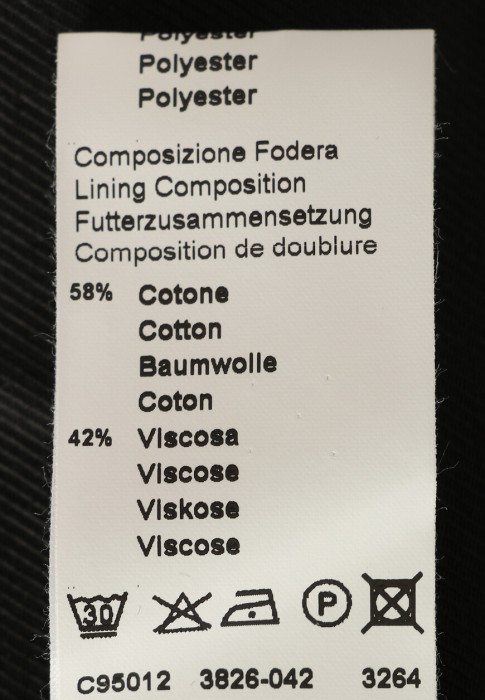 Polyester
Polyester
Polyester
Composizione Fodera
Lining Composition
Futterzusammensetzung
Composition de doublure
58% Cotone
Cotton
Baumwolle
Coton
42% Viscosa
Viscose
Viskose
Viscose
30 P
C95012 3826-042 3264